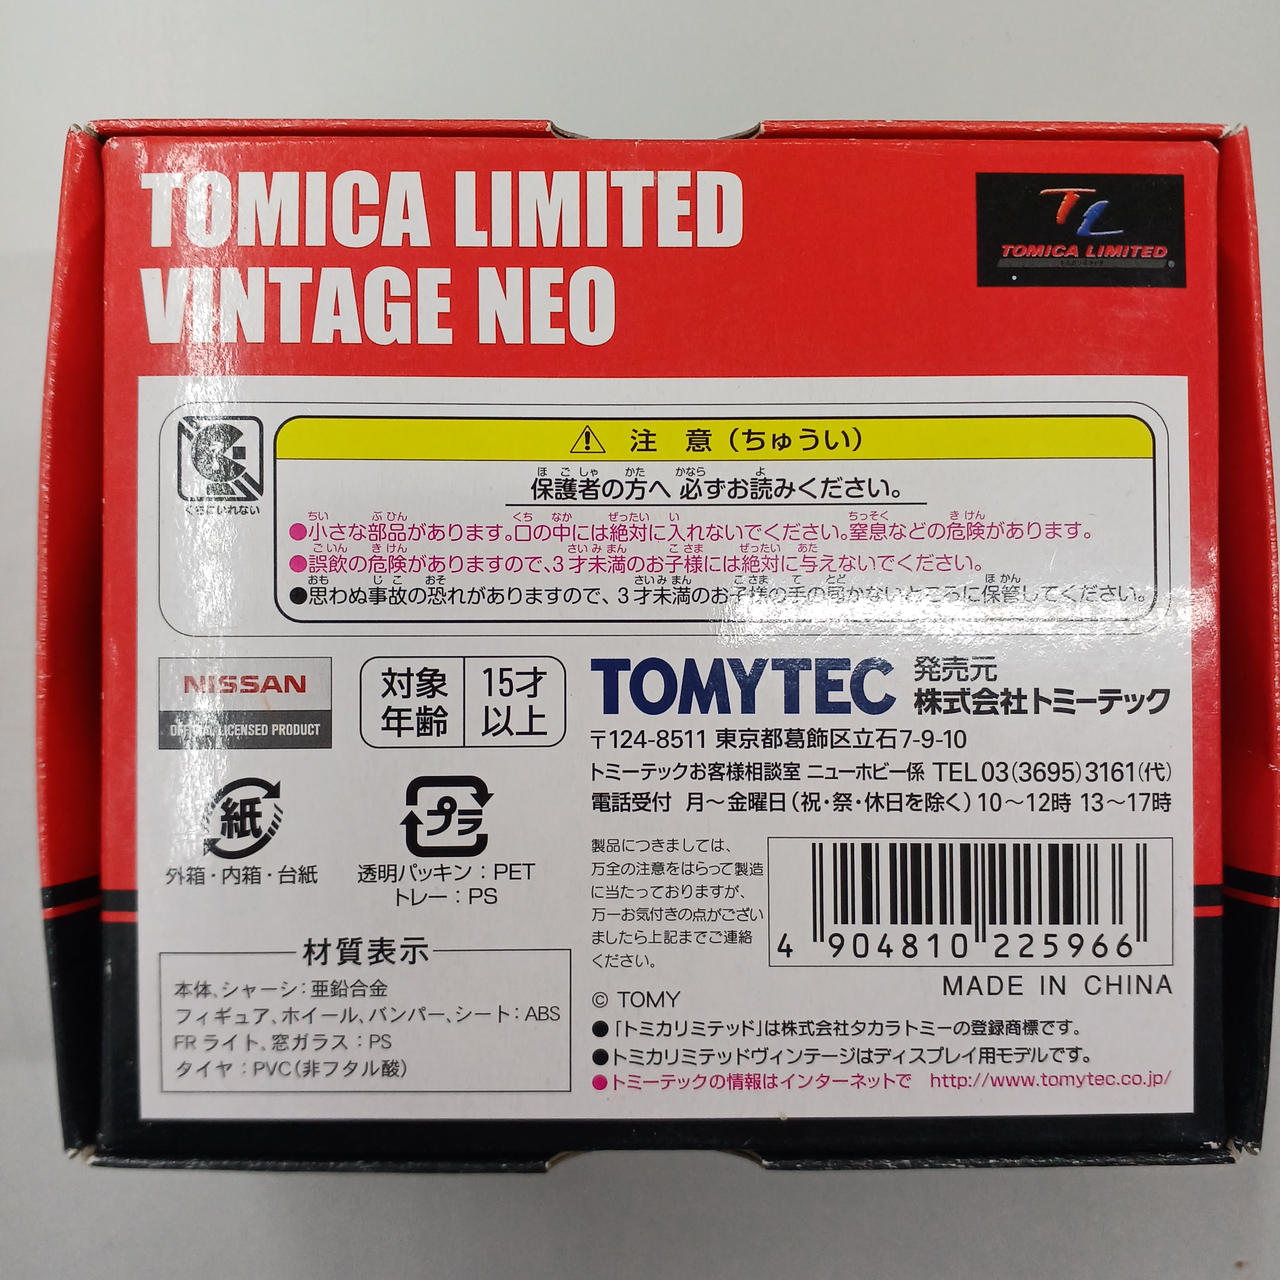 TOMICA LIMITED
VINTAGE NEO
TL
TOMICA LIMITED
くちにいれない
注 意（ちゅうい）
保護者の方へ 必ずお読みください。
●小さな部品があります。口の中には絶対に入れないでください。窒息などの危険があります。
●誤飲の危険がありますので、3才未満のお子様には絶対に与えないでください。
●思わぬ事故の恐れがありますので、3才未満のお子様の手の届かないところに保管してください。
NISSAN
OFFICIAL LICENSED PRODUCT
対象年齢 15才以上
TOMYTEC 発売元
株式会社トミーテック
〒124-8511 東京都葛飾区立石7-9-10
トミーテックお客様相談室 ニューホビー係 TEL 03(3695)3161(代)
電話受付 月〜金曜日（祝・祭・休日を除く）10〜12時 13〜17時
紙
外箱・内箱・台紙
プラ
透明パッキン：PET
トレー：PS
製品につきましては、
万全の注意をはらって製造
に当たっておりますが、
万一お気付きの点がござい
ましたら上記までご連絡
ください。
4 904810 225966
MADE IN CHINA
材質表示
本体、シャーシ：亜鉛合金
フィギュア、ホイール、バンパー、シート：ABS
FRライト、窓ガラス：PS
タイヤ：PVC（非フタル酸）
© TOMY
●「トミカリミテッド」は株式会社タカラトミーの登録商標です。
●トミカリミテッドヴィンテージはディスプレイ用モデルです。
●トミーテックの情報はインターネットで http://www.tomytec.co.jp/